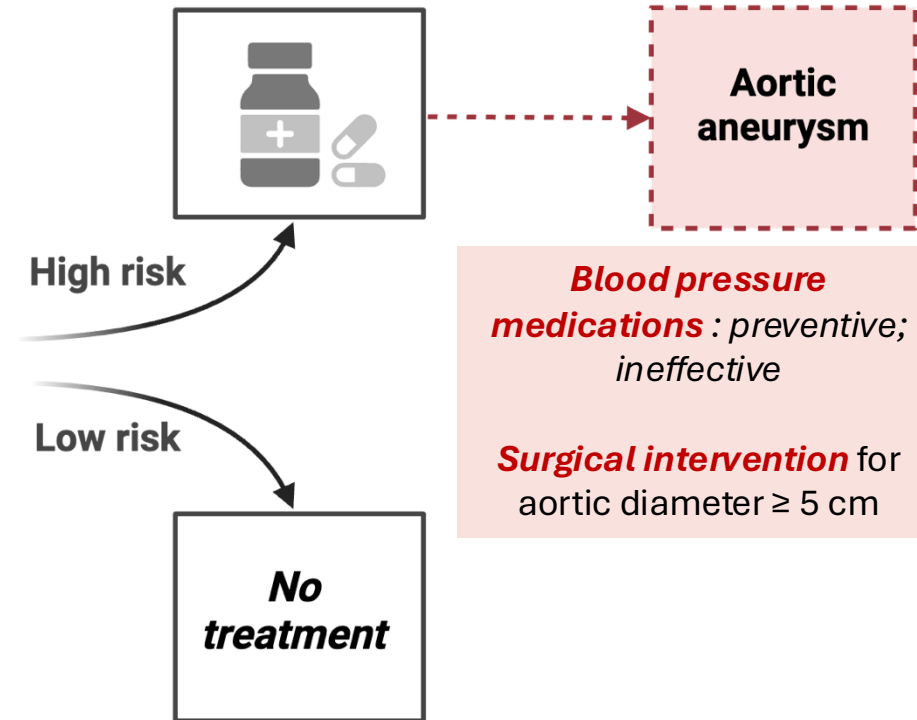 Aortic
aneurysm
High risk
Blood pressure
medications : preventive;
ineffective
Low risk
Surgical intervention for
aortic diameter ≥ 5 cm
No
treatment